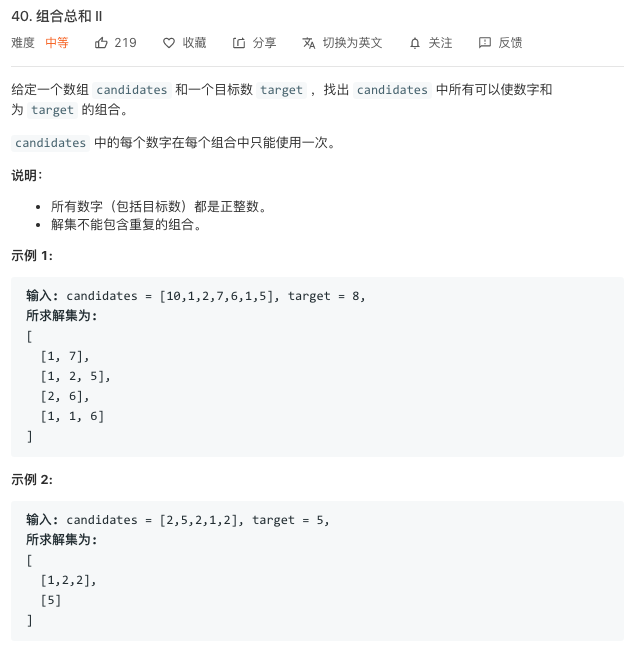 40. 组合总和 II
难度 中等 219 收藏 分享 切换为英文 关注 反馈
给定一个数组 candidates 和一个目标数 target ，找出 candidates 中所有可以使数字和
为 target 的组合。
candidates 中的每个数字在每个组合中只能使用一次。
说明：
• 所有数字（包括目标数）都是正整数。
• 解集不能包含重复的组合。
示例 1:
输入: candidates = [10,1,2,7,6,1,5], target = 8,
所求解集为:
[
[1, 7],
[1, 2, 5],
[2, 6],
[1, 1, 6]
]
示例 2:
输入: candidates = [2,5,2,1,2], target = 5,
所求解集为:
[
[1,2,2],
[5]
]